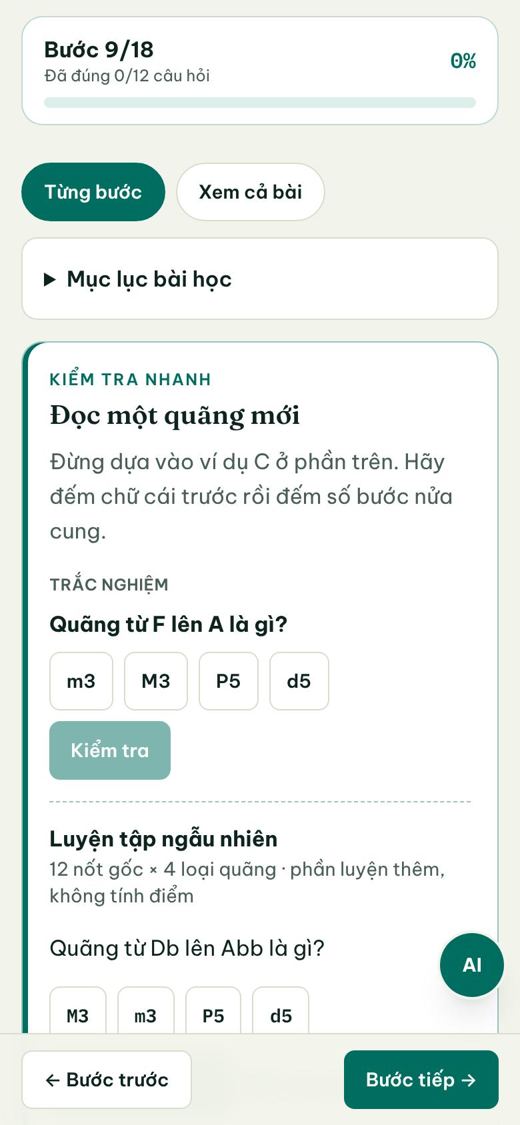 Bước 9/18
Đã đúng 0/12 câu hỏi
0%
Từng bước
Xem cả bài
▶ Mục lục bài học
KIỂM TRA NHANH
Đọc một quãng mới
Đừng dựa vào ví dụ C ở phần trên. Hãy
đếm chữ cái trước rồi đếm số bước nửa
cung.
TRẮC NGHIỆM
Quãng từ F lên A là gì?
m3 M3 P5 d5
Kiểm tra
Luyện tập ngẫu nhiên
12 nốt gốc × 4 loại quãng · phần luyện thêm,
không tính điểm
Quãng từ Db lên Abb là gì?
AI
M3 m3 P5 d5
← Bước trước
Bước tiếp →